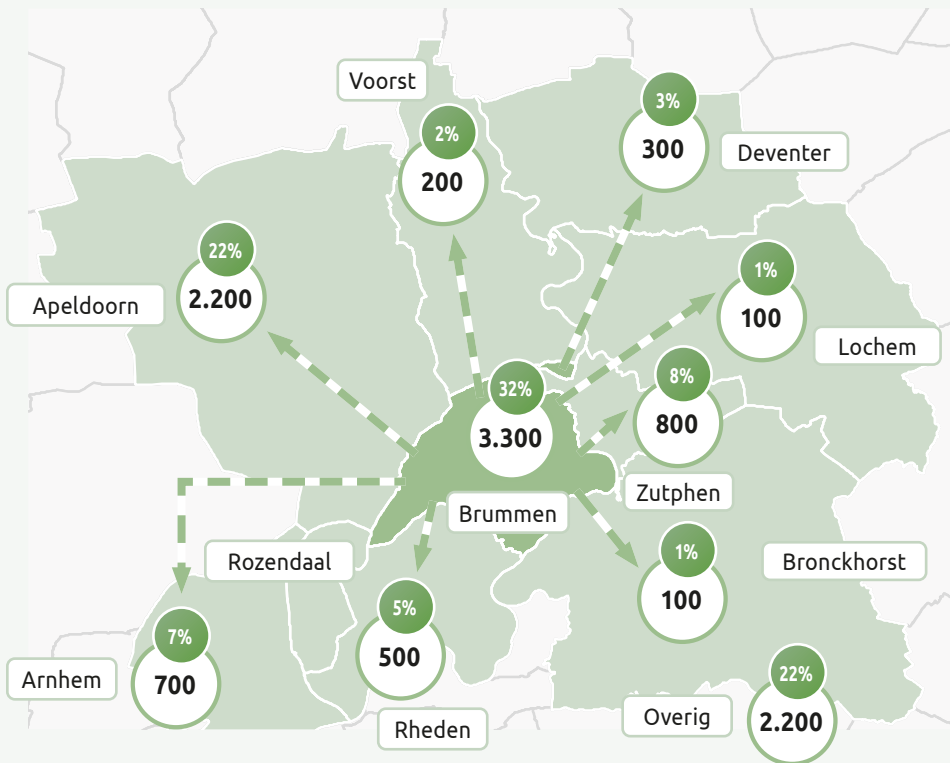 Voorst
2%
200
3%
300
Deventer
22%
2.200
Apeldoorn
1%
100
Lochem
32%
3.300
Brummen
8%
800
Zutphen
Rozendaal
1%
100
Bronckhorst
7%
700
Arnhem
5%
500
Rheden
22%
2.200
Overig